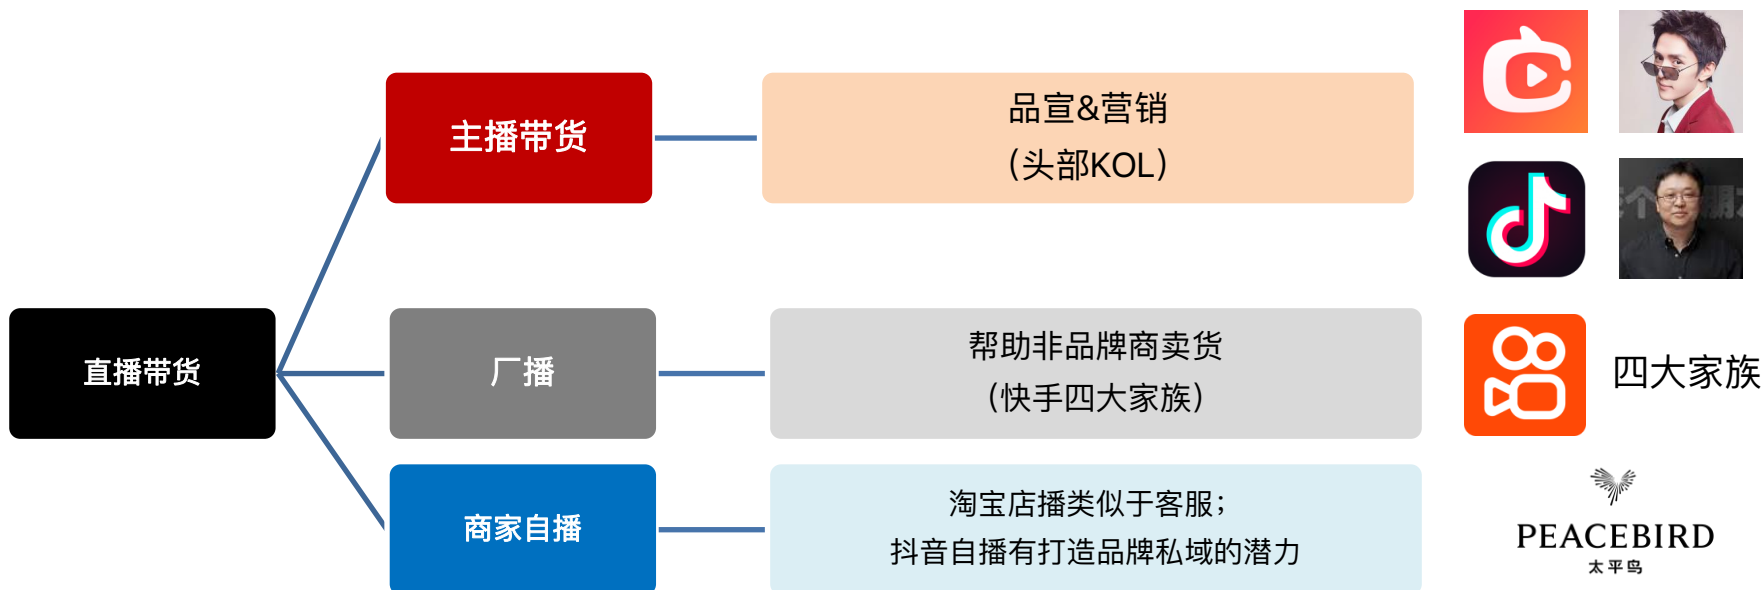 主播带货
品宣&营销
（头部KOL）
直播带货
厂播
帮助非品牌商卖货
（快手四大家族）
四大家族
商家自播
淘宝店播类似于客服；
抖音自播有打造品牌私域的潜力
PEACEBIRD
太平鸟